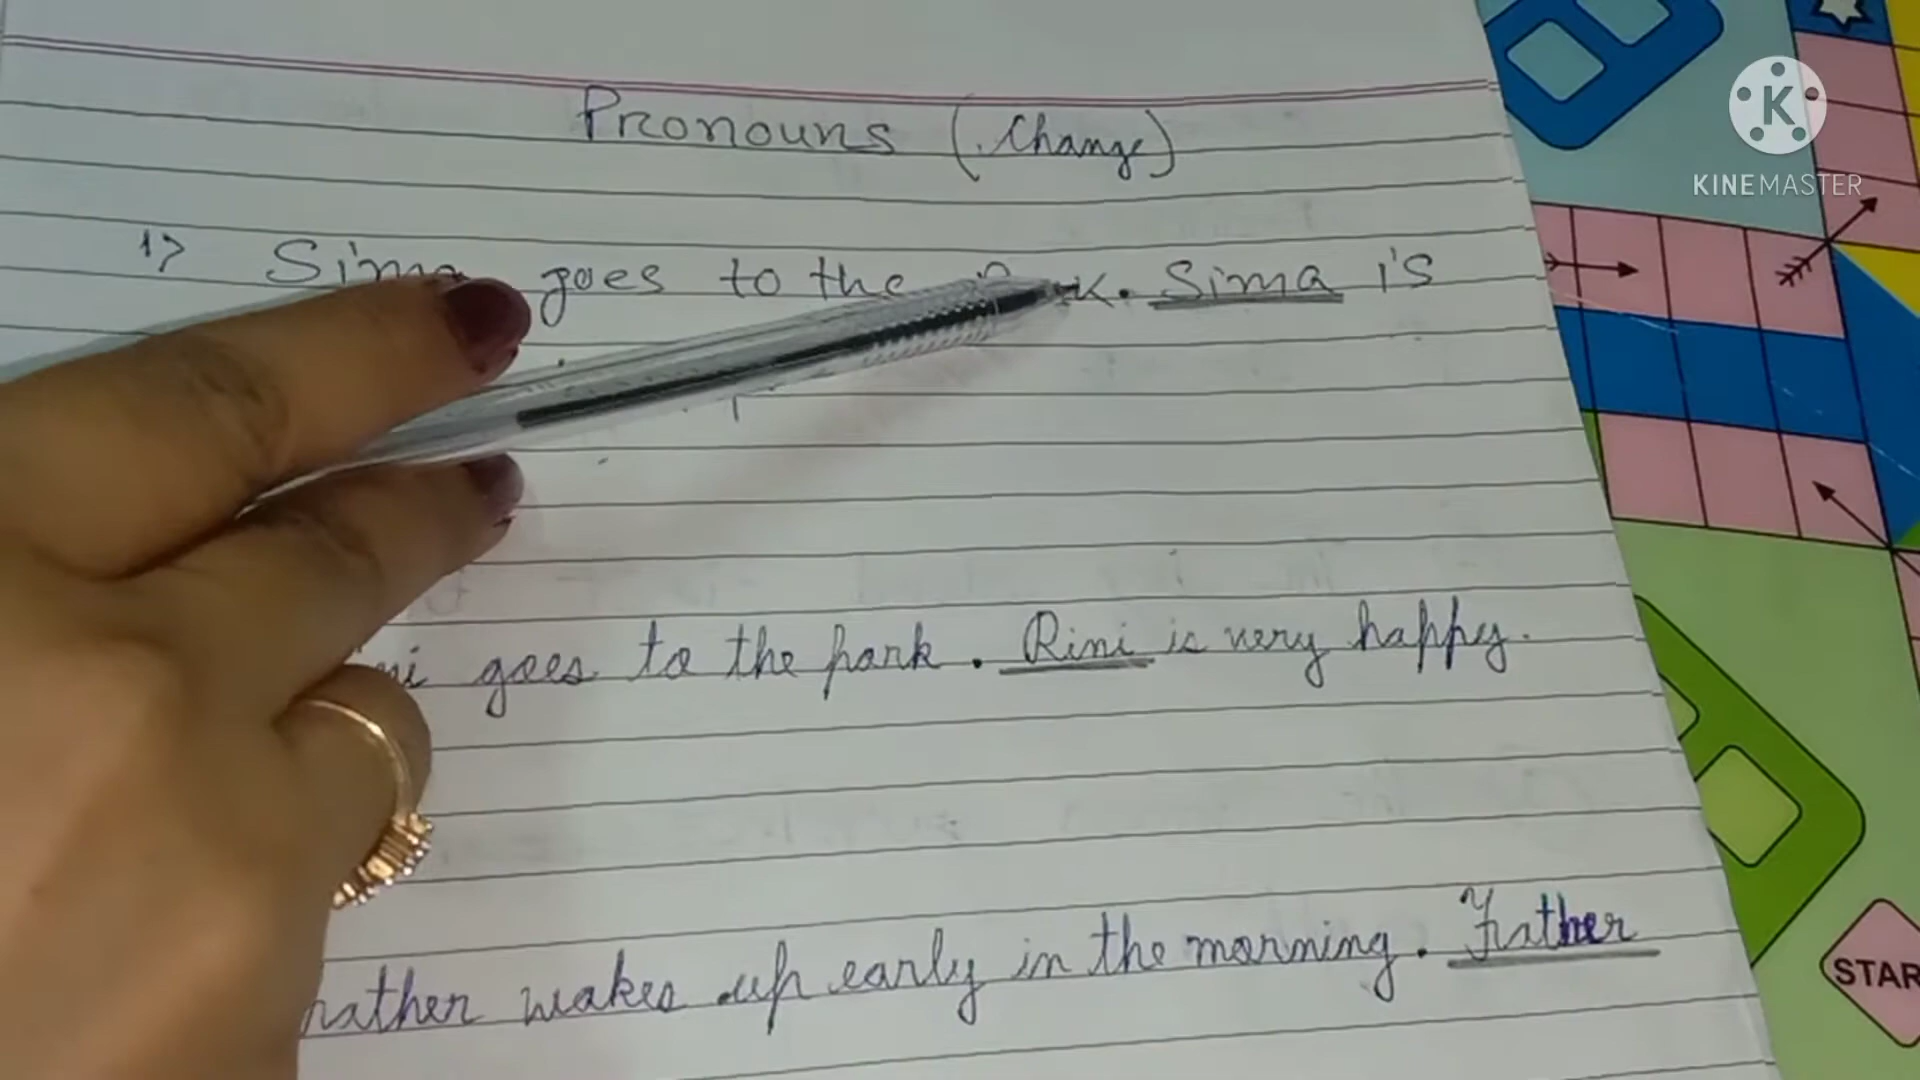 Pronouns (Change)
KINEMASTER
1) Sima goes to the Sima is
goes to the park. Rini is very happy.
wakes up early in the morning. Father
STAR